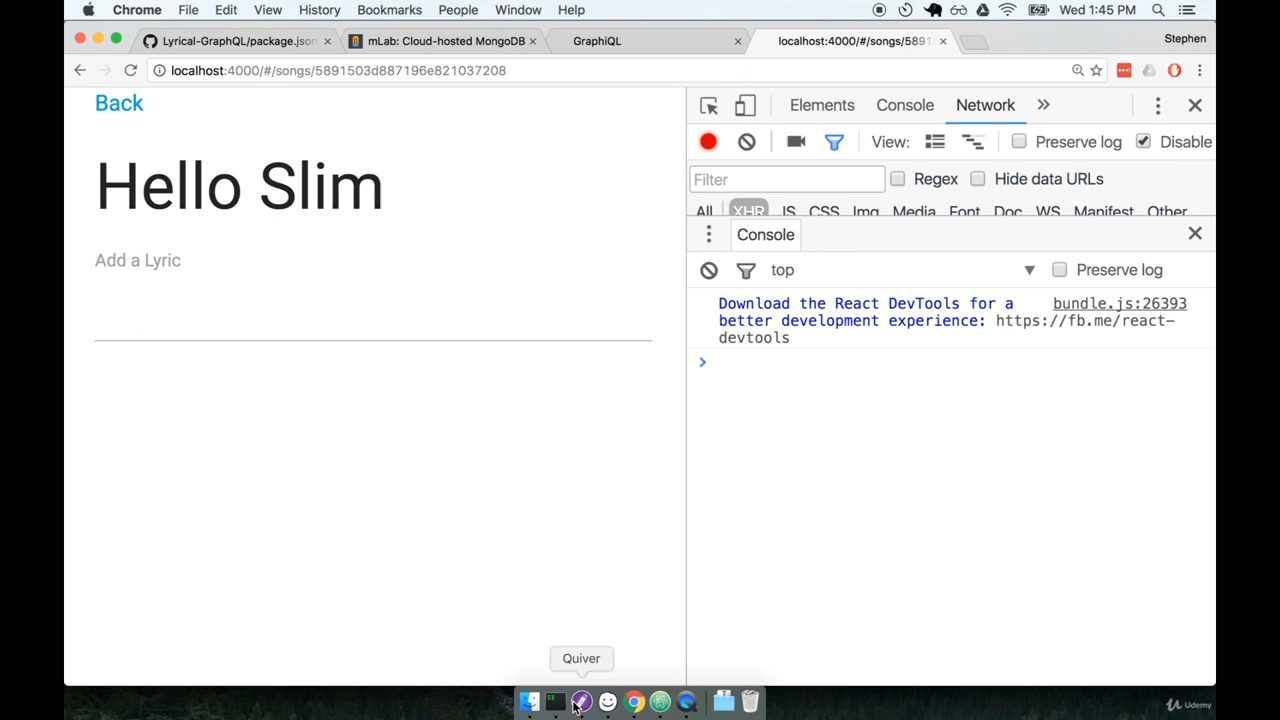 Chrome File Edit View History Bookmarks People Window Help Wed 1:45 PM
Lyrical-GraphQL/package.json mLab: Cloud-hosted MongoDB GraphiQL localhost:4000/#/songs/5891 Stephen
localhost:4000/#/songs/5891503d887196e821037208
Back
Hello Slim
Add a Lyric
Elements Console Network
View: Preserve log Disable
Filter Regex Hide data URLs
All XHR JS CSS Img Media Font Doc WS Manifest Other
Console
top Preserve log
Download the React DevTools for a bundle.js:26393
better development experience: https://fb.me/react-
devtools
Quiver
Udemy